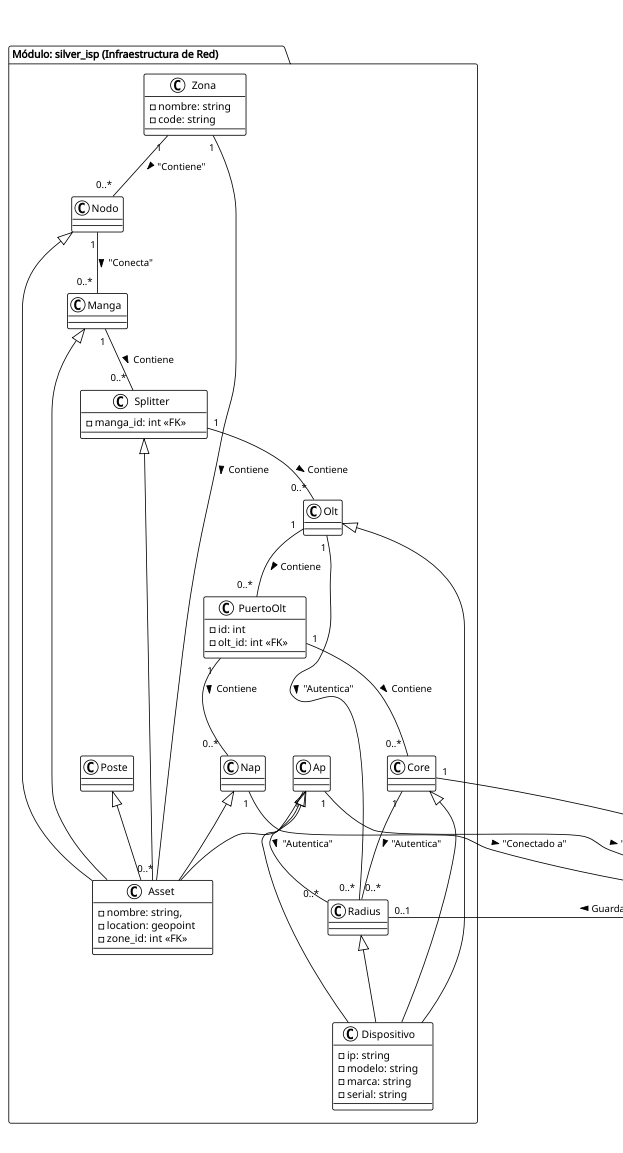 Módulo: silver_isp (Infraestructura de Red)
C Zona
nombre: string
code: string
1
1
"Contiene"
0..*
C Nodo
1
"Conecta"
0..*
C Manga
1
Contiene
0..*
C Splitter
manga_id: int «FK»
1
Contiene
Contiene
0..*
C Olt
1
1
Contiene
0..*
C PuertoOlt
id: int
olt_id: int «FK»
1
1
Contiene
"Autentica"
Contiene
0..*
0..*
C Poste
C Nap
C Ap
C Core
1
1
1
1
"Autentica"
"Autentica"
"Conectado a"
"
0..*
C Asset
nombre: string,
location: geopoint
zone_id: int «FK»
0..*
0..*
0..*
C Radius
0..1
Guarda
C Dispositivo
ip: string
modelo: string
marca: string
serial: string